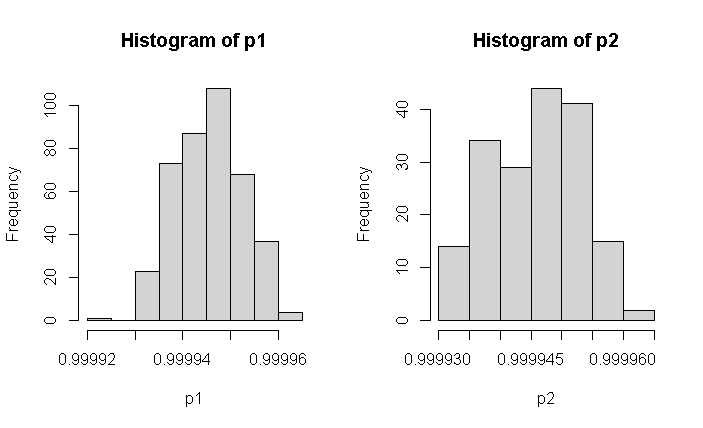 Histogram of p1
Frequency
0 20 40 60 80 100
0.99992 0.99994 0.99996
p1
Histogram of p2
Frequency
0 10 20 30 40
0.999930 0.999945 0.999960
p2